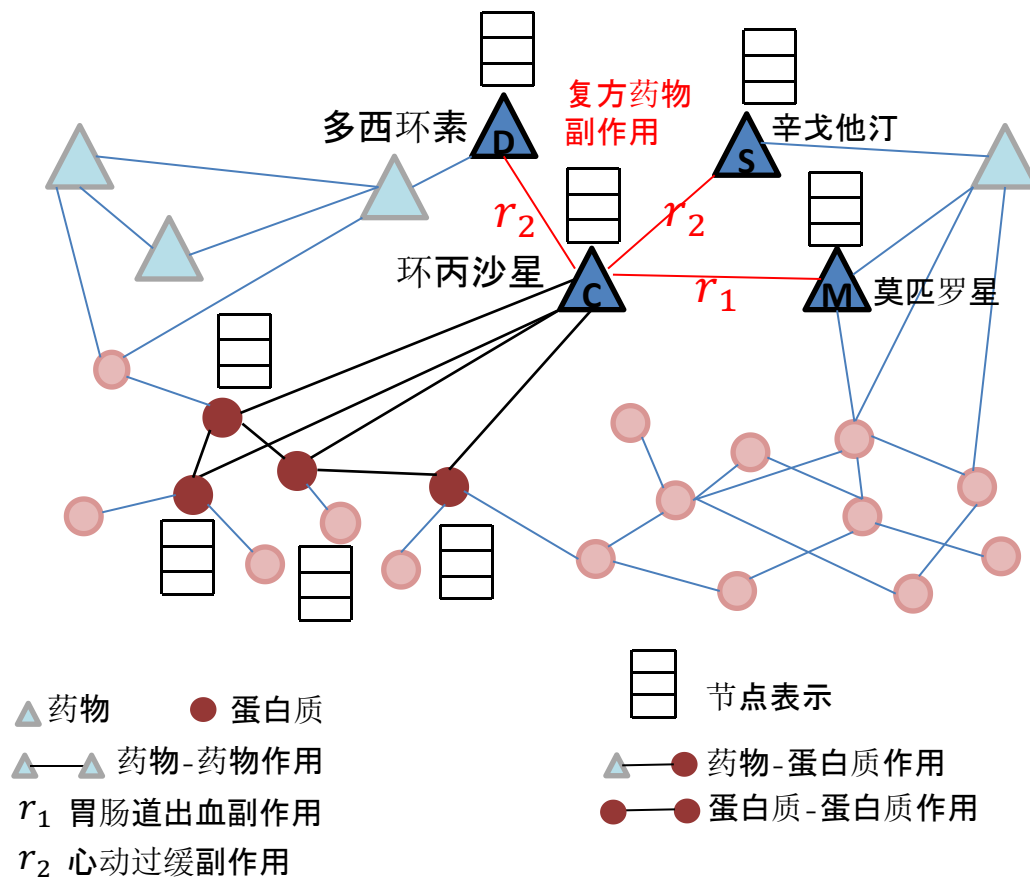 复方药物
副作用
多西环素
D
S
辛戈他汀
r₂
r₂
环丙沙星
C
r₁
M
莫匹罗星
药物
蛋白质
节点表示
药物-药物作用
药物-蛋白质作用
r₁ 胃肠道出血副作用
蛋白质-蛋白质作用
r₂ 心动过缓副作用